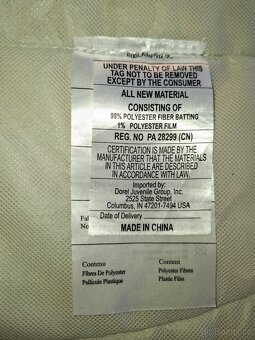 UNDER PENALTY OF LAW THIS
TAG NOT TO BE REMOVED
EXCEPT BY THE CONSUMER
ALL NEW MATERIAL
CONSISTING OF
99% POLYESTER FIBER BATTING
1% POLYESTER FILM
REG. NO PA 28299 (CN)
CERTIFICATION IS MADE BY THE
MANUFACTURER THAT THE MATERIALS
IN THIS ARTICLE ARE DESCRIBED
IN ACCORDANCE WITH LAW.
Imported by:
Dorel Juvenile Group, Inc.
2525 State Street
Columbus, IN 47201-7494 USA
Date of Delivery
MADE IN CHINA
Contenu
Fibres De Polyester
Pellicule Plastique
Content
Polyester Fibres
Plastic Film